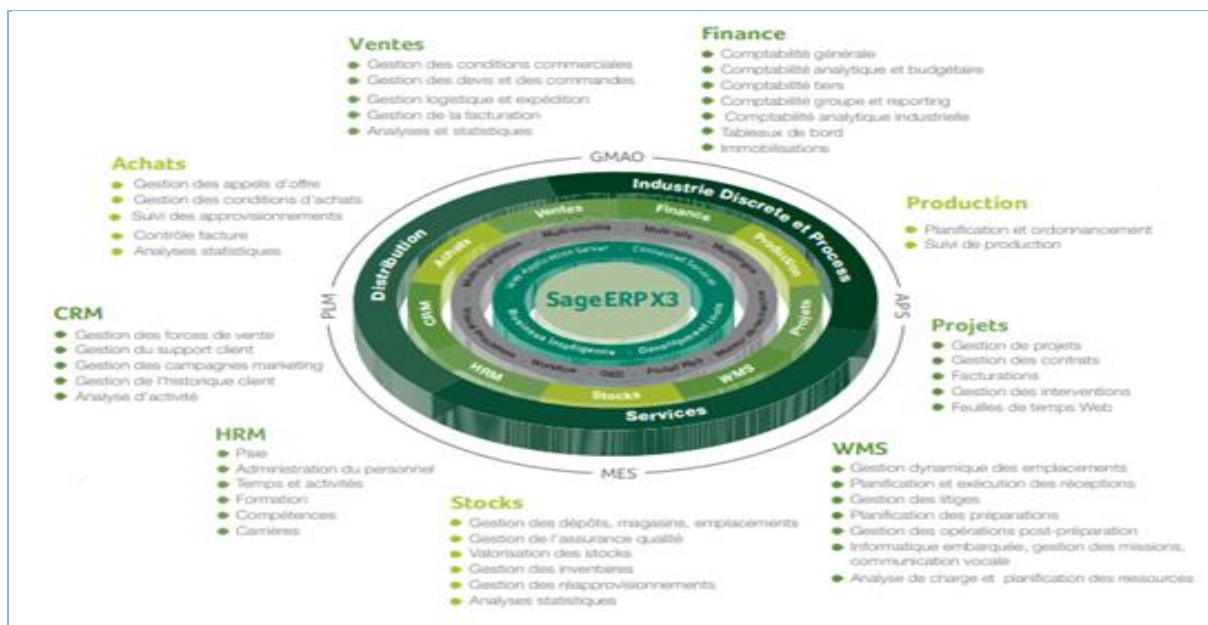 Ventes
Gestion des conditions commerciales
Gestion des devis et des commandes
Gestion logistique et expédition
Gestion de la facturation
Analyses et statistiques
Finance
Comptabilité générale
Comptabilité analytique et budgétaire
Comptabilité tiers
Comptabilité groupe et reporting
Comptabilité analytique industrielle
Tableaux de bord
Immobilisations
Achats
Gestion des appels d'offre
Gestion des conditions d'achats
Suivi des approvisionnements
Contrôle facture
Analyses statistiques
Production
Planification et ordonnancement
Suivi de production
CRM
Gestion des forces de vente
Gestion du support client
Gestion des campagnes marketing
Gestion de l'historique client
Analyse d'activité
Projets
Gestion de projets
Gestion des contrats
Facturations
Gestion des interventions
Feuilles de temps Web
HRM
Paie
Administration du personnel
Temps et activités
Formation
Compétences
Carrières
Stocks
Gestion des dépôts, magasins, emplacements
Gestion de l'assurance qualité
Valorisation des stocks
Gestion des inventaires
Gestion des réapprovisionnements
Analyses statistiques
WMS
Gestion dynamique des emplacements
Planification et exécution des réceptions
Gestion des litiges
Planification des préparations
Gestion des opérations post-préparation
Informatique embarquée, gestion des missions,
communication vocale
Analyse de charge et planification des ressources
GMAO
APS
MES
PLM
Industrie Discrete et Process
Distribution
Services
Ventes
Finance
Production
Projets
WMS
Stocks
HRM
CRM
Achats
Workflow
Business Intelligence
SageERPX3